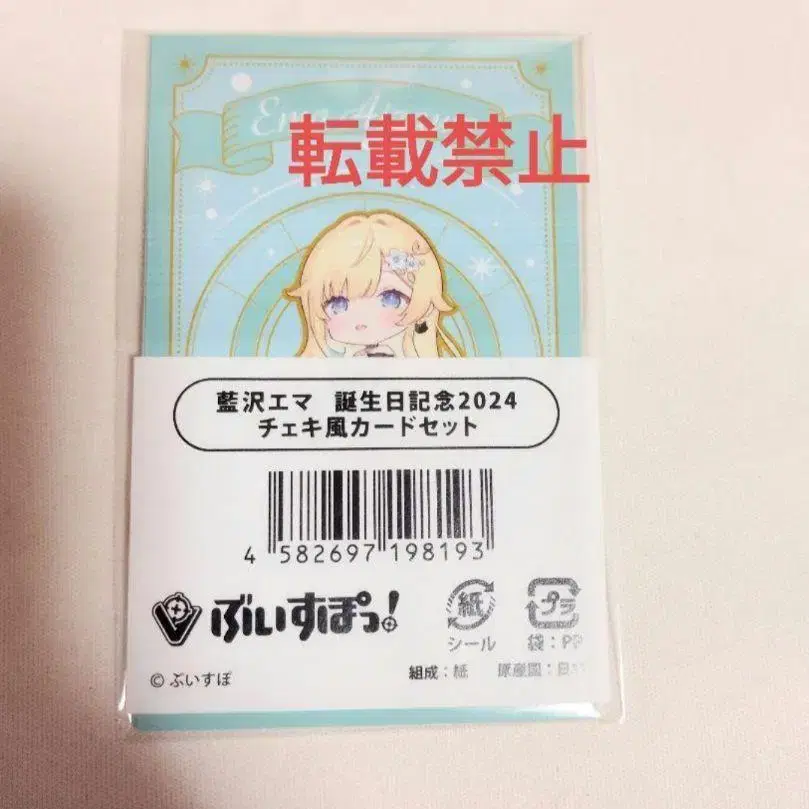 転載禁止
藍沢エマ 誕生日記念2024
チェキ風カードセット
4 582697 198193
ぶいすぽっ!
紙
プラ
シール
袋:PP
© ぶいすぽ
組成:紙